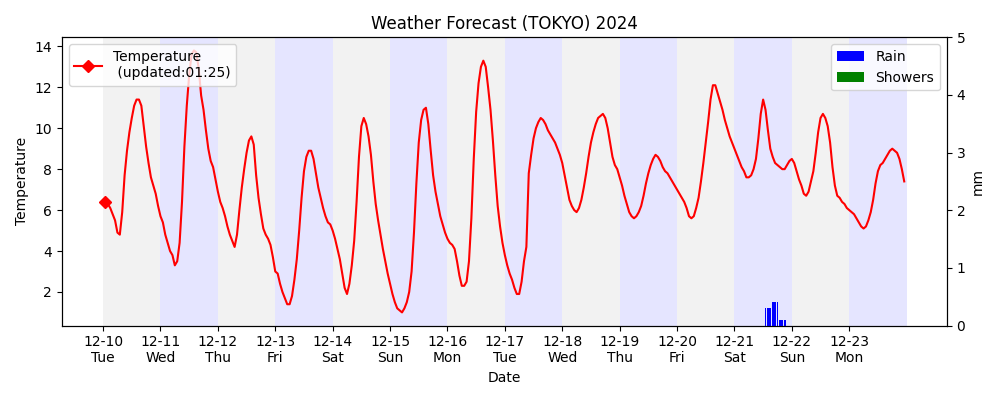 Weather Forecast (TOKYO) 2024
Temperature
(updated:01:25)
Rain
Showers
14
12
10
8
6
4
2
Temperature
5
4
3
2
1
0
mm
12-10 12-11 12-12 12-13 12-14 12-15 12-16 12-17 12-18 12-19 12-20 12-21 12-22 12-23
Tue Wed Thu Fri Sat Sun Mon Tue Wed Thu Fri Sat Sun Mon
Date